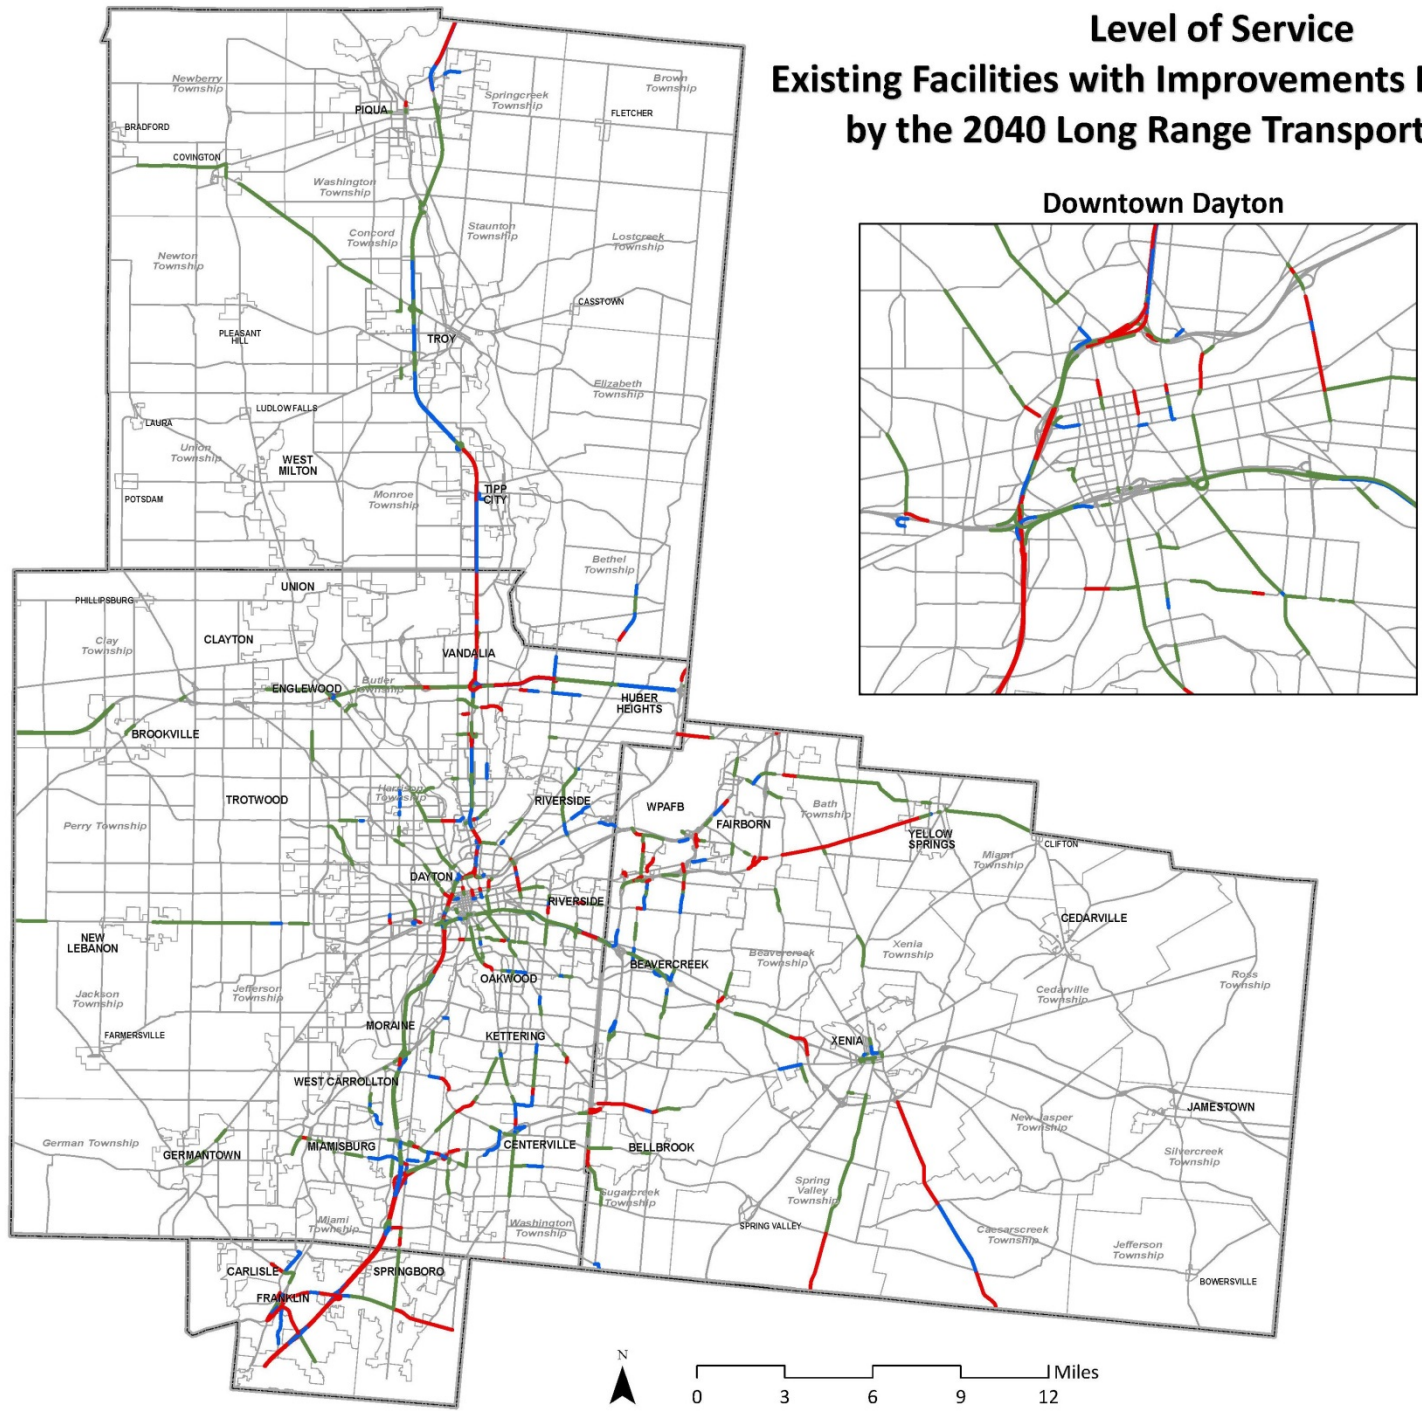 Level of Service
Existing Facilities with Improvements
by the 2040 Long Range Transport
Downtown Dayton
Newberry
Township
Brown
Township
Springcreek
Township
PIQUA
FLETCHER
BRADFORD
COVINGTON
Washington
Township
Concord
Township
Staunton
Township
Lostcreek
Township
Newton
Township
CASSTOWN
PLEASANT
HILL
TROY
Elizabeth
Township
LUDLOW FALLS
LAURA
Union
Township
WEST
MILTON
TIPP
CITY
Monroe
Township
POTSDAM
Bethel
Township
UNION
PHILLIPSBURG
Clay
Township
CLAYTON
VANDALIA
ENGLEWOOD
Butler
Township
HUBER
HEIGHTS
BROOKVILLE
TROTWOOD
Harrison
Township
RIVERSIDE
WPAFB
FAIRBORN
Bath
Township
Perry Township
YELLOW
SPRINGS
CLIFTON
Miami
Township
DAYTON
RIVERSIDE
CEDARVILLE
NEW
LEBANON
BEAVERCREEK
Beavercreek
Township
Xenia
Township
OAKWOOD
Jackson
Township
Jefferson
Township
Cedarville
Township
Ross
Township
MORAINE
KETTERING
FARMERSVILLE
XENIA
WEST CARROLLTON
JAMESTOWN
New Jasper
Township
German Township
MIAMISBURG
CENTERVILLE
BELLBROOK
GERMANTOWN
Silvercreek
Township
Spring
Valley
Township
Sugarcreek
Township
Miami
Township
Washington
Township
SPRING VALLEY
Caesarscreek
Township
Jefferson
Township
CARLISLE
SPRINGBORO
BOWERSVILLE
FRANKLIN
N
Miles
0 3 6 9 12